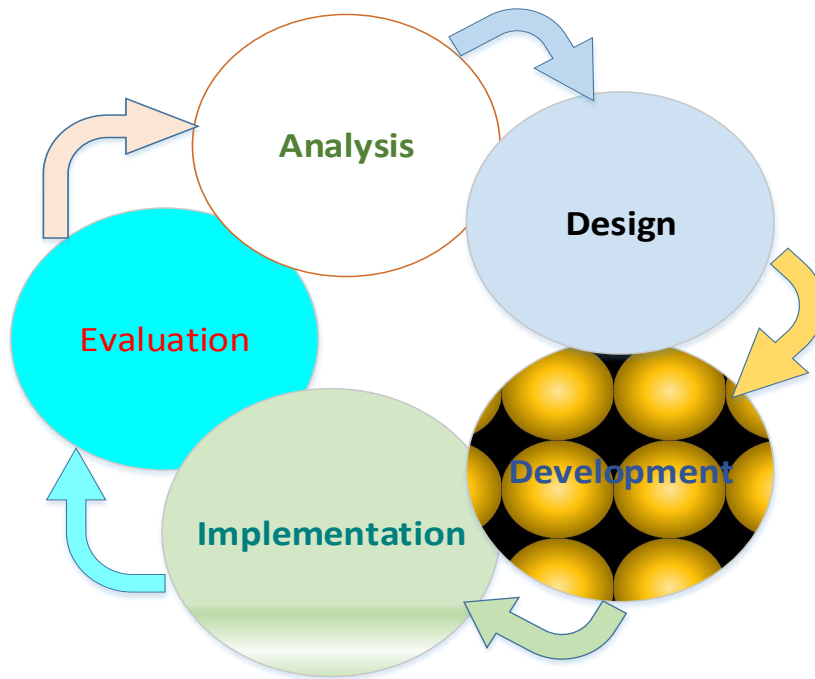 Analysis
Design
Development
Implementation
Evaluation